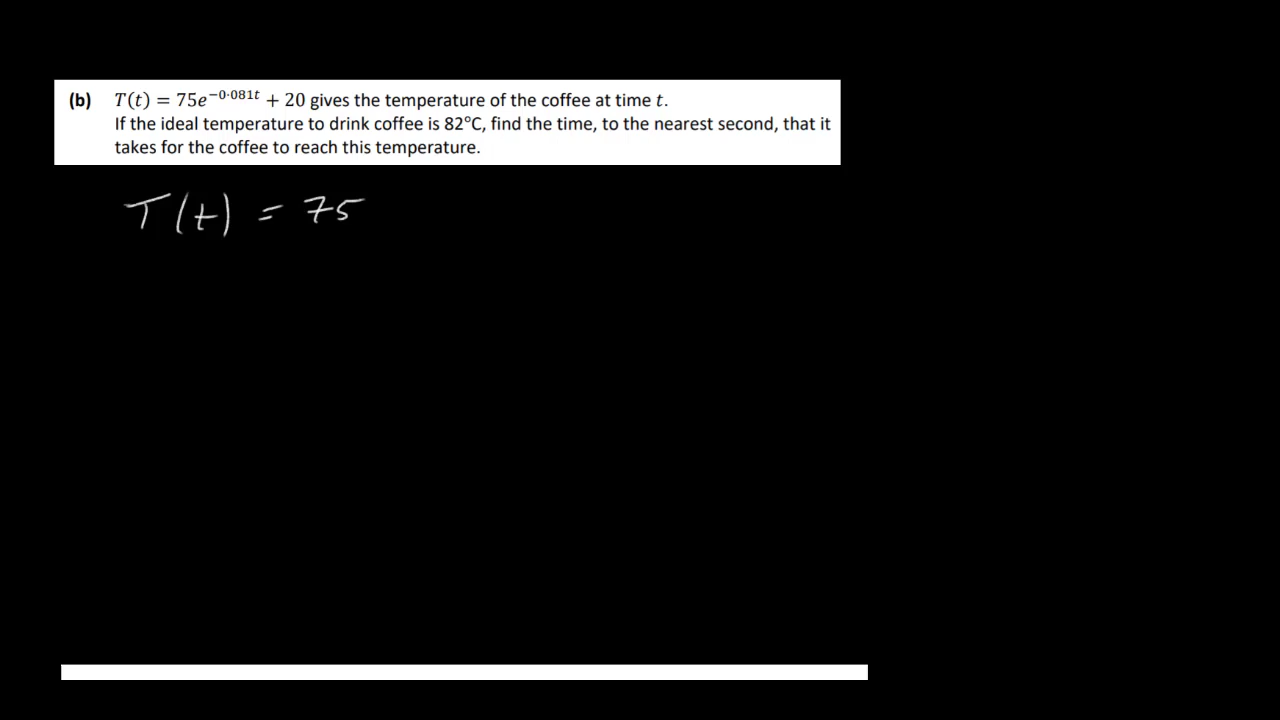 (b) T(t) = 75e^{−0·081t} + 20 gives the temperature of the coffee at time t.
If the ideal temperature to drink coffee is 82°C, find the time, to the nearest second, that it
takes for the coffee to reach this temperature.
T(t) = 75